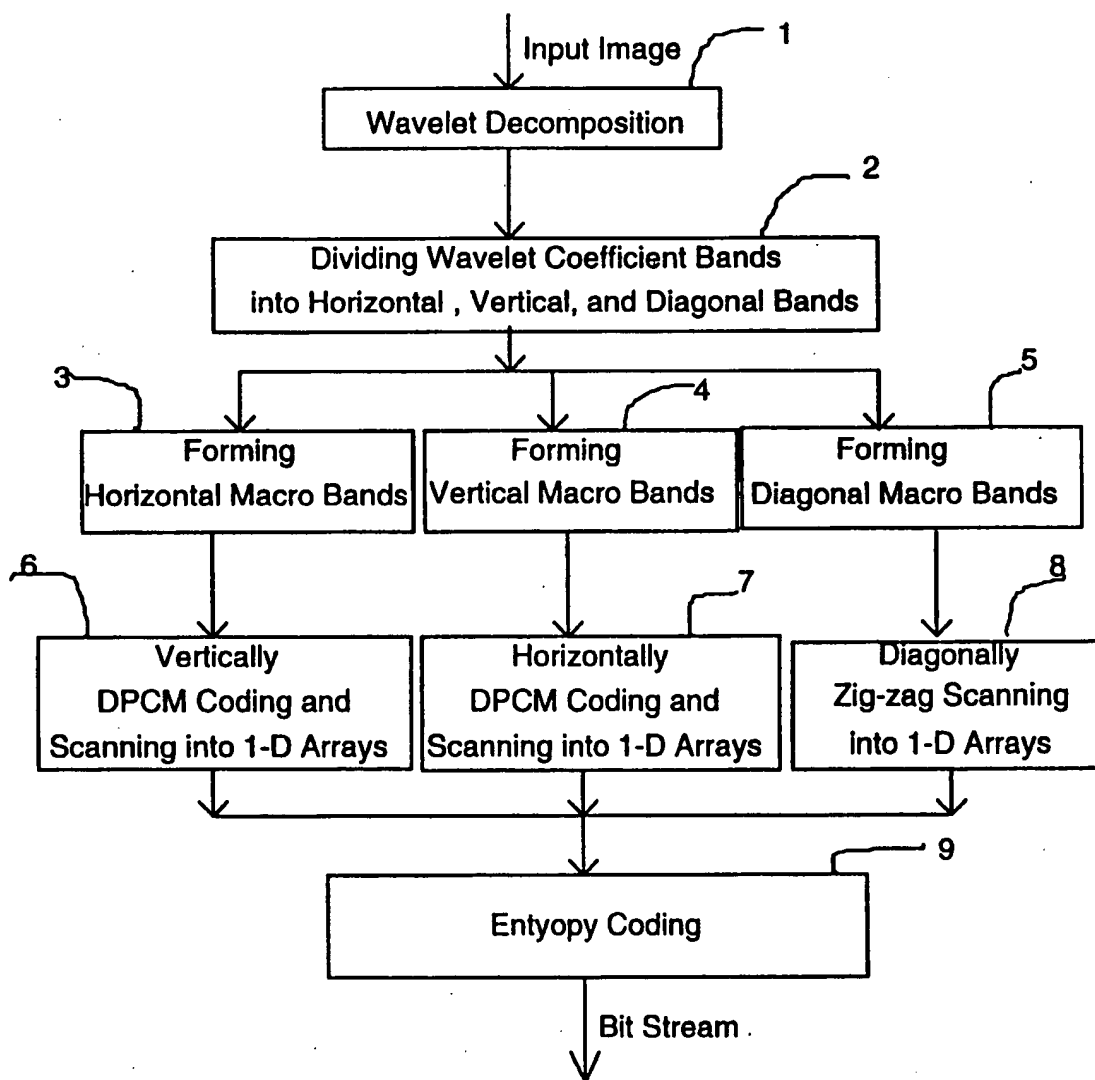 Input Image
1
Wavelet Decomposition
2
Dividing Wavelet Coefficient Bands
into Horizontal , Vertical, and Diagonal Bands
3
4
5
Forming
Horizontal Macro Bands
Forming
Vertical Macro Bands
Forming
Diagonal Macro Bands
6
7
8
Vertically
DPCM Coding and
Scanning into 1-D Arrays
Horizontally
DPCM Coding and
Scanning into 1-D Arrays
Diagonally
Zig-zag Scanning
into 1-D Arrays
9
Entyopy Coding
Bit Stream